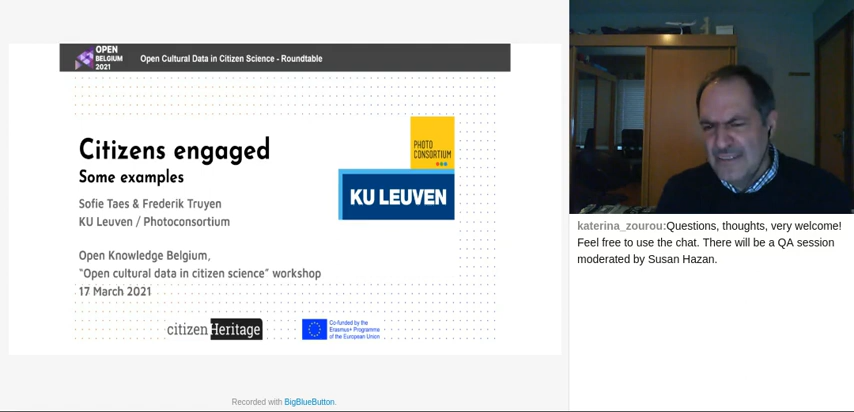 OPEN
BELGIUM
2021
Open Cultural Data in Citizen Science - Roundtable
Citizens engaged
Some examples
PHOTO
CONSORTIUM
KU LEUVEN
Sofie Taes & Frederik Truyen
KU Leuven / Photoconsortium
Open Knowledge Belgium,
"Open cultural data in citizen science" workshop
17 March 2021
citizenHeritage
Co-funded by the
Erasmus+ Programme
of the European Union
Recorded with BigBlueButton.
katerina_zourou:Questions, thoughts, very welcome!
Feel free to use the chat. There will be a QA session
moderated by Susan Hazan.